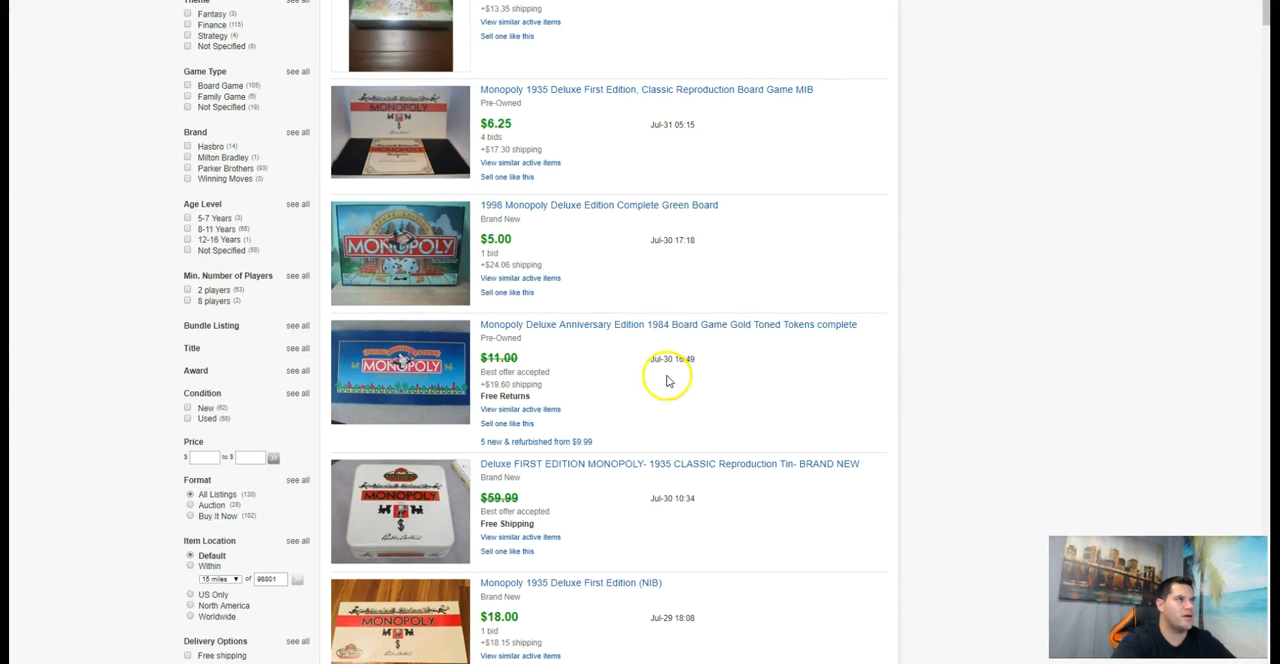 Theme
see all
Fantasy (3)
Finance (115)
Strategy (4)
Not Specified (8)
Game Type
see all
Board Game (105)
Family Game (6)
Not Specified (19)
Brand
see all
Hasbro (14)
Milton Bradley (1)
Parker Brothers (93)
Winning Moves (3)
Age Level
see all
5-7 Years (3)
8-11 Years (68)
12-16 Years (1)
Not Specified (58)
Min. Number of Players
see all
2 players (63)
8 players (2)
Bundle Listing
see all
Title
see all
Award
see all
Condition
see all
New (62)
Used (68)
Price
$ to $ >>
Format
see all
All Listings (130)
Auction (28)
Buy It Now (102)
Item Location
see all
Default
Within
15 miles of 98801
US Only
North America
Worldwide
Delivery Options
see all
Free shipping
+$13.35 shipping
View similar active items
Sell one like this
MONOPOLY
Monopoly 1935 Deluxe First Edition, Classic Reproduction Board Game MIB
Pre-Owned
$6.25
Jul-31 05:15
4 bids
+$17.30 shipping
View similar active items
Sell one like this
MONOPOLY
1998 Monopoly Deluxe Edition Complete Green Board
Brand New
$5.00
Jul-30 17:18
1 bid
+$24.06 shipping
View similar active items
Sell one like this
MONOPOLY
Monopoly Deluxe Anniversary Edition 1984 Board Game Gold Toned Tokens complete
Pre-Owned
$11.00
Jul-30 16:49
Best offer accepted
+$19.60 shipping
Free Returns
View similar active items
Sell one like this
5 new & refurbished from $9.99
MONOPOLY
Deluxe FIRST EDITION MONOPOLY- 1935 CLASSIC Reproduction Tin- BRAND NEW
Brand New
$59.99
Jul-30 10:34
Best offer accepted
Free Shipping
View similar active items
Sell one like this
MONOPOLY
Monopoly 1935 Deluxe First Edition (NIB)
Brand New
$18.00
Jul-29 18:08
1 bid
+$18.15 shipping
View similar active items